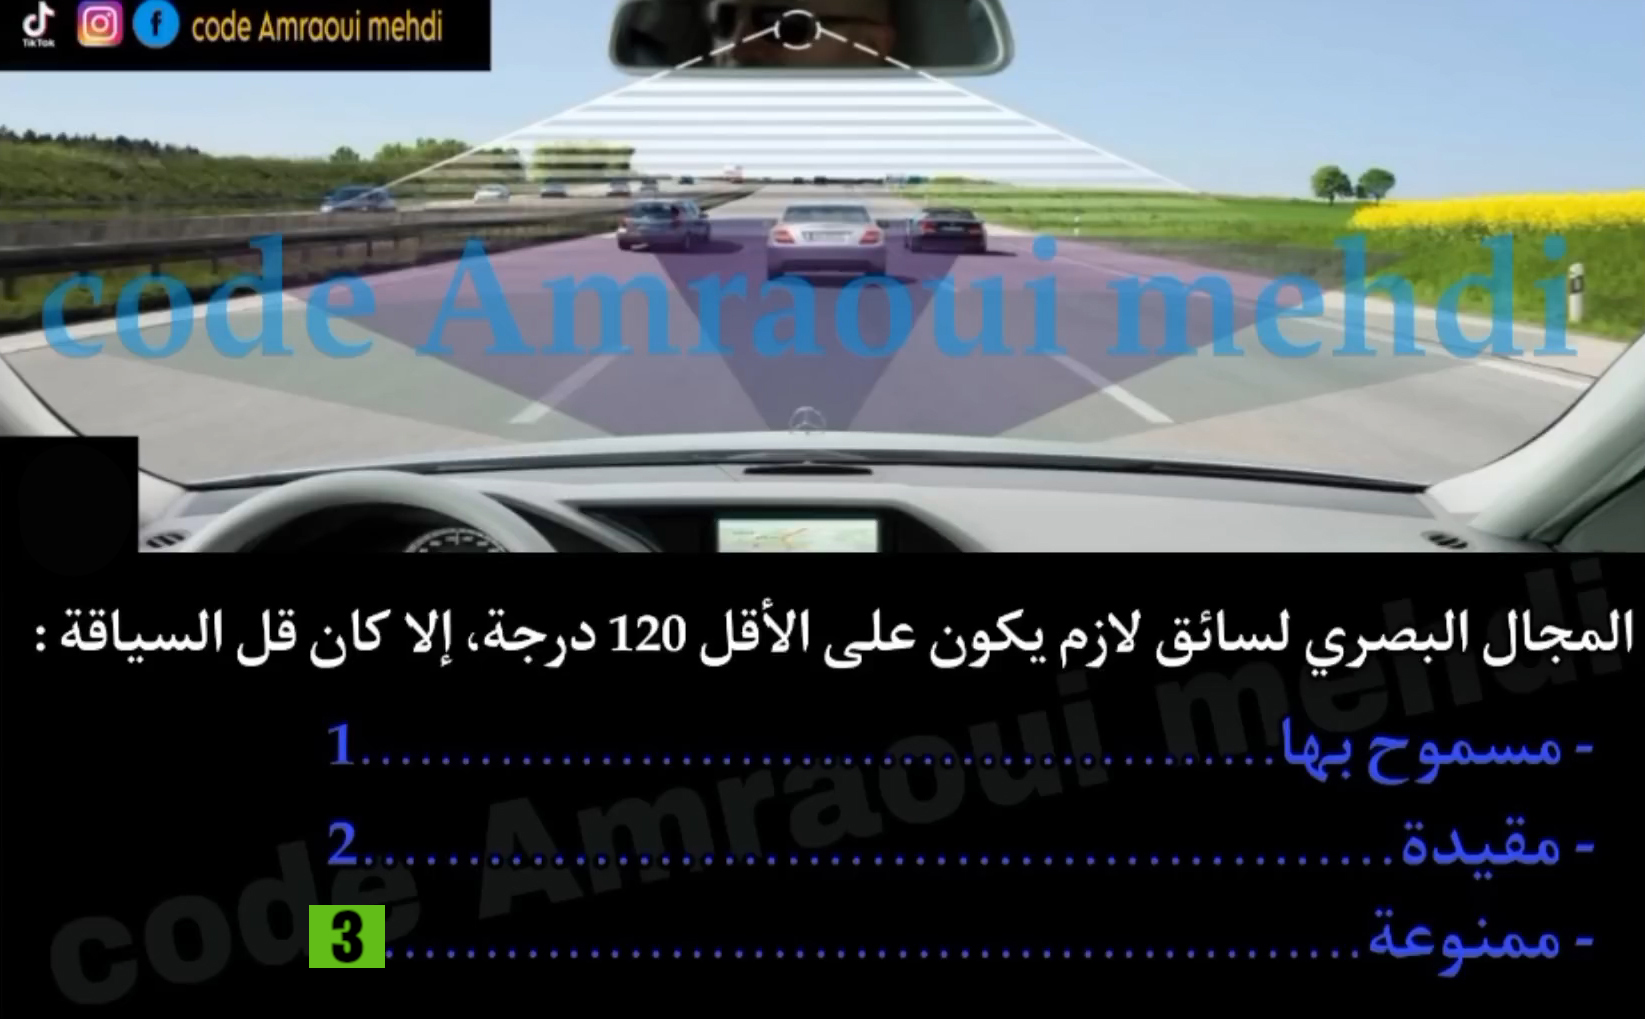 TikTok
code Amraoui mehdi
code Amraoui mehdi
المجال البصري لسائق لازم يكون على الأقل 120 درجة، إلا كان قل السياقة :
- مسموح بها......................................................1
- مقيدة......................................................2
- ممنوعة......................................................3
code Amraoui mehdi